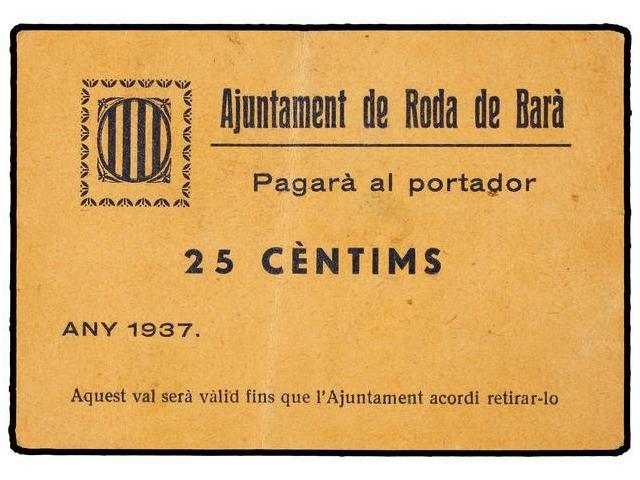 Ajuntament de Roda de Barà
Pagarà al portador
25 CÈNTIMS
ANY 1937.
Aquest val serà vàlid fins que l'Ajuntament acordi retirar-lo